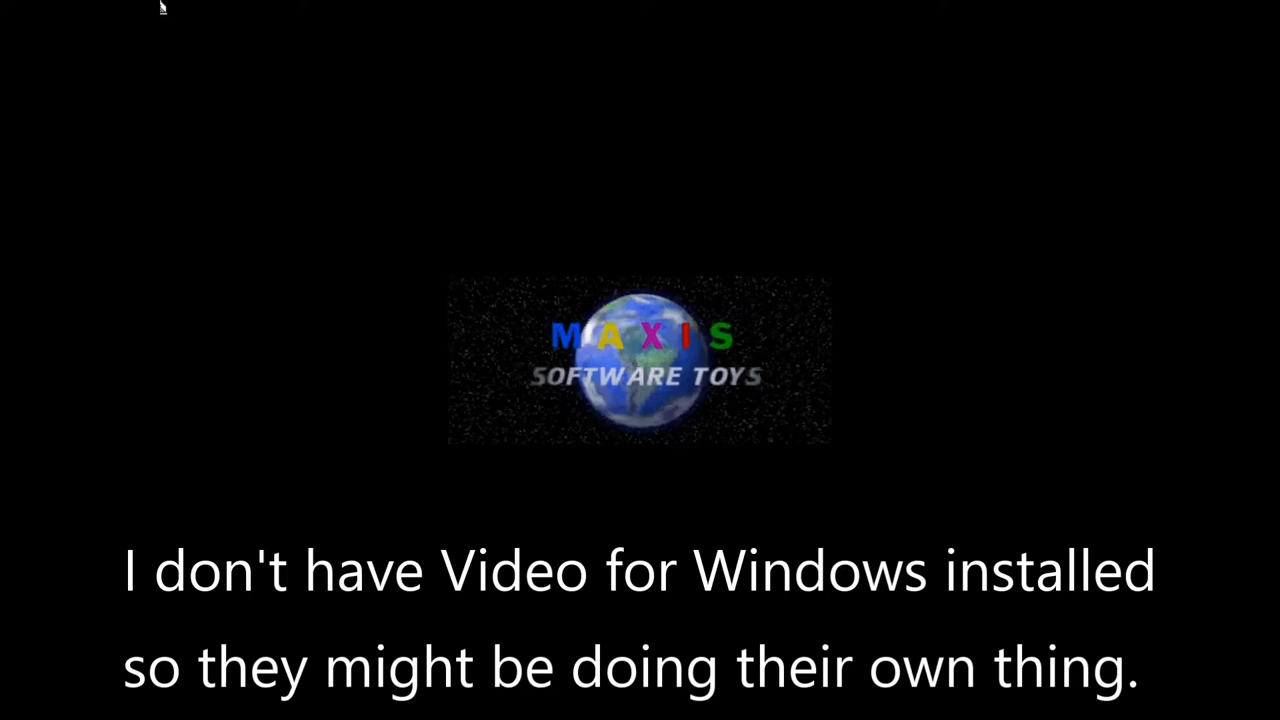 MAXIS
SOFTWARE TOYS
I don't have Video for Windows installed
so they might be doing their own thing.